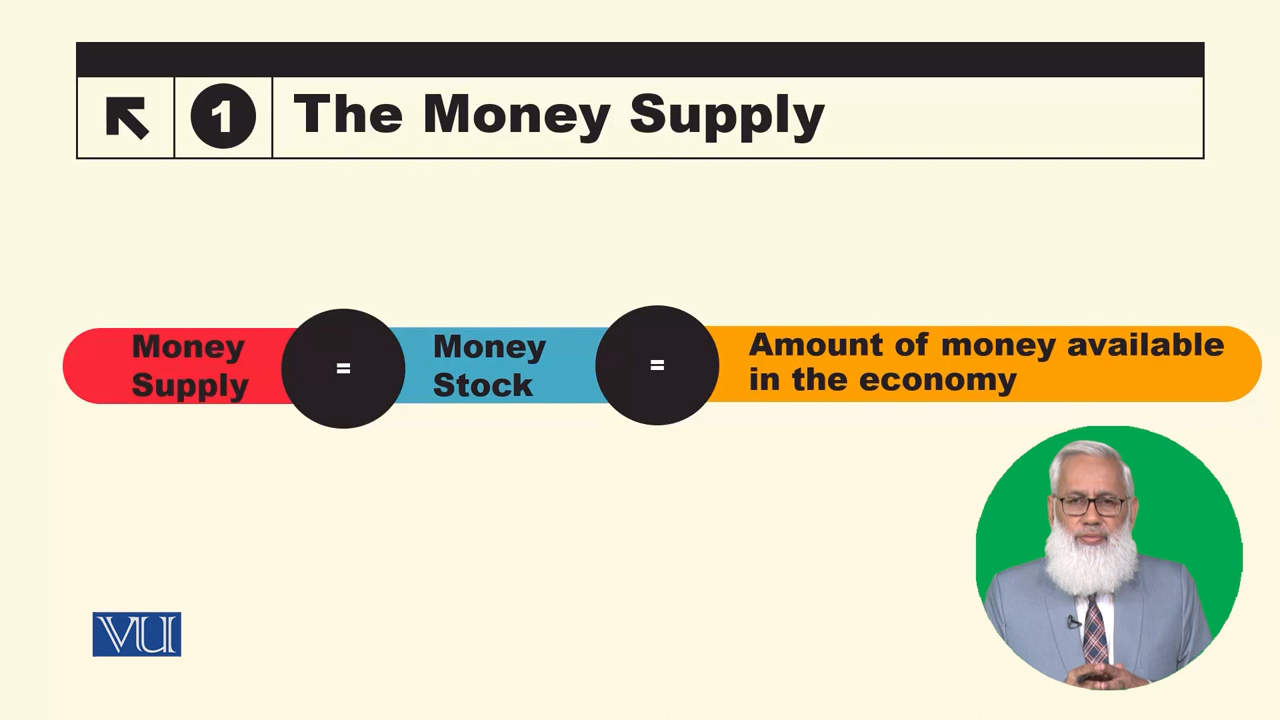 1 The Money Supply
Money
Supply
=
Money
Stock
=
Amount of money available
in the economy
VU